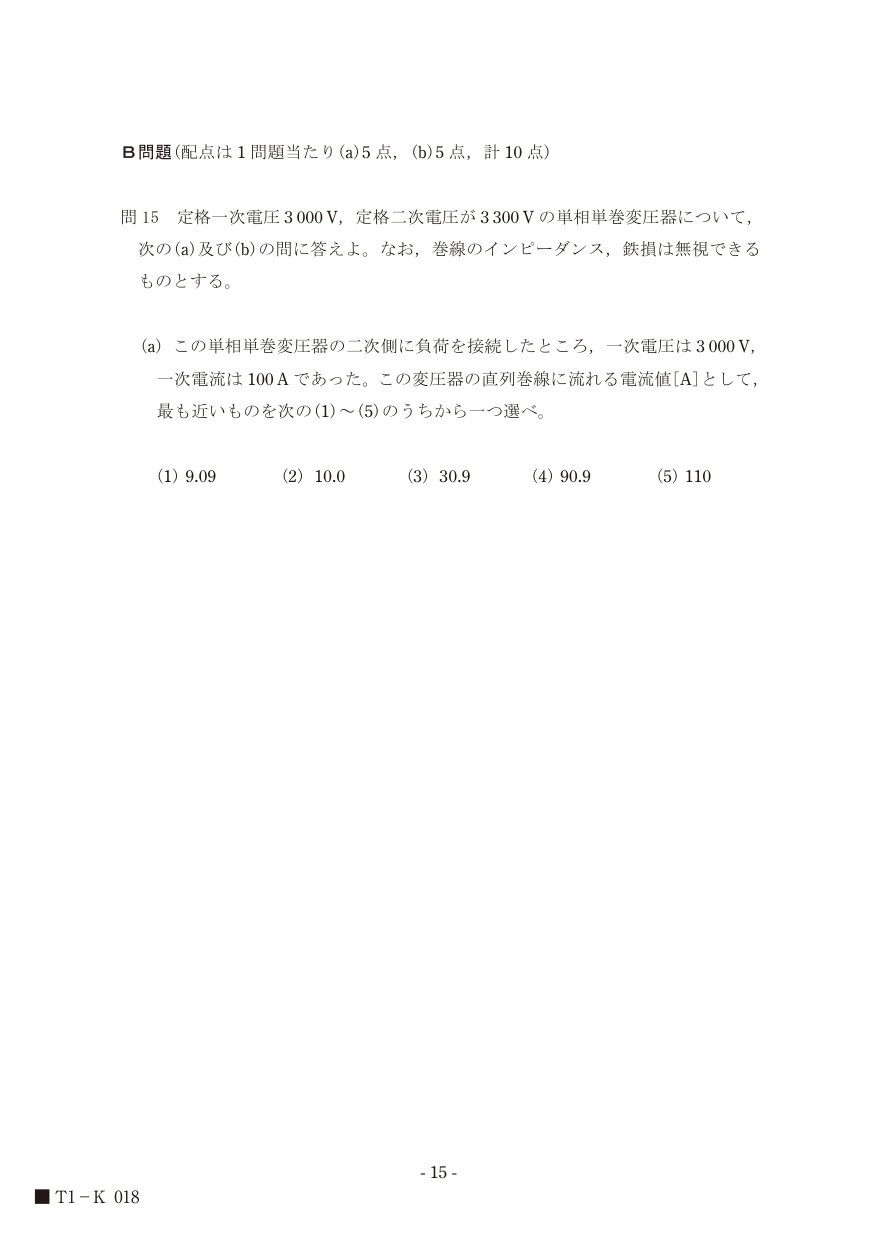 B問題(配点は1問題当たり(a)5点，(b)5点，計10点)
問15　定格一次電圧3 000 V，定格二次電圧が3 300 Vの単相単巻変圧器について，
次の(a)及び(b)の問に答えよ。なお，巻線のインピーダンス，鉄損は無視できる
ものとする。
(a) この単相単巻変圧器の二次側に負荷を接続したところ，一次電圧は3 000 V，
一次電流は100 Aであった。この変圧器の直列巻線に流れる電流値[A]として，
最も近いものを次の(1)～(5)のうちから一つ選べ。
(1) 9.09　(2) 10.0　(3) 30.9　(4) 90.9　(5) 110
- 15 -
■ T1－K 018